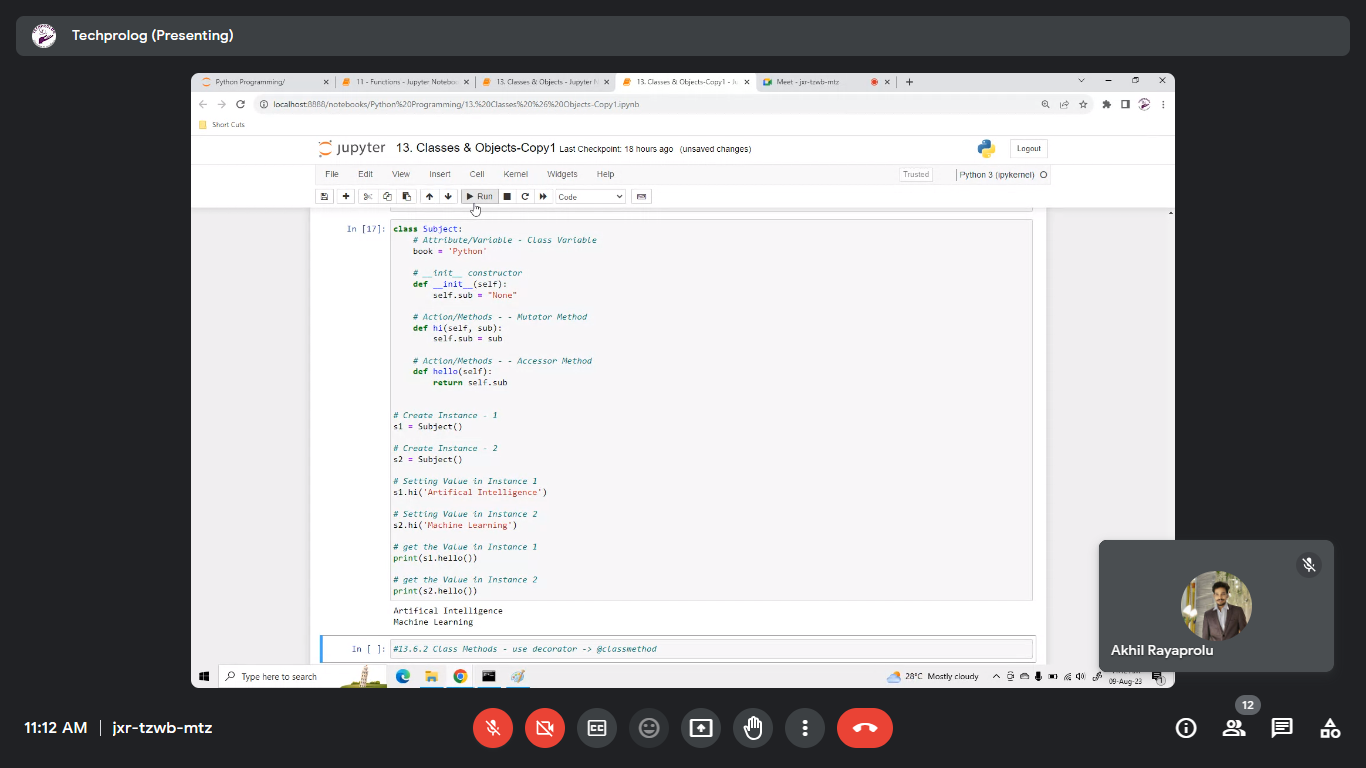 Techprolog (Presenting)
Python Programming/
11 - Functions - Jupyter Notebo
13. Classes & Objects - Jupyter N
13. Classes & Objects-Copy1 - Ju
Meet - jxr-tzwb-mtz
localhost:8888/notebooks/Python%20Programming/13.%20Classes%20%26%20Objects-Copy1.ipynb
Short Cuts
jupyter 13. Classes & Objects-Copy1 Last Checkpoint: 18 hours ago (unsaved changes)
Logout
File Edit View Insert Cell Kernel Widgets Help
Trusted
Python 3 (ipykernel)
Run
Code
In [17]: class Subject:
# Attribute/Variable - Class Variable
book = 'Python'
# __init__ constructor
def __init__(self):
self.sub = "None"
# Action/Methods - - Mutator Method
def hi(self, sub):
self.sub = sub
# Action/Methods - - Accessor Method
def hello(self):
return self.sub
# Create Instance - 1
s1 = Subject()
# Create Instance - 2
s2 = Subject()
# Setting Value in Instance 1
s1.hi('Artifical Intelligence')
# Setting Value in Instance 2
s2.hi('Machine Learning')
# get the Value in Instance 1
print(s1.hello())
# get the Value in Instance 2
print(s2.hello())
Artifical Intelligence
Machine Learning
In [ ]: #13.6.2 Class Methods - use decorator -> @classmethod
Akhil Rayaprolu
Type here to search
28°C Mostly cloudy
09-Aug-23
11:12 AM | jxr-tzwb-mtz
12